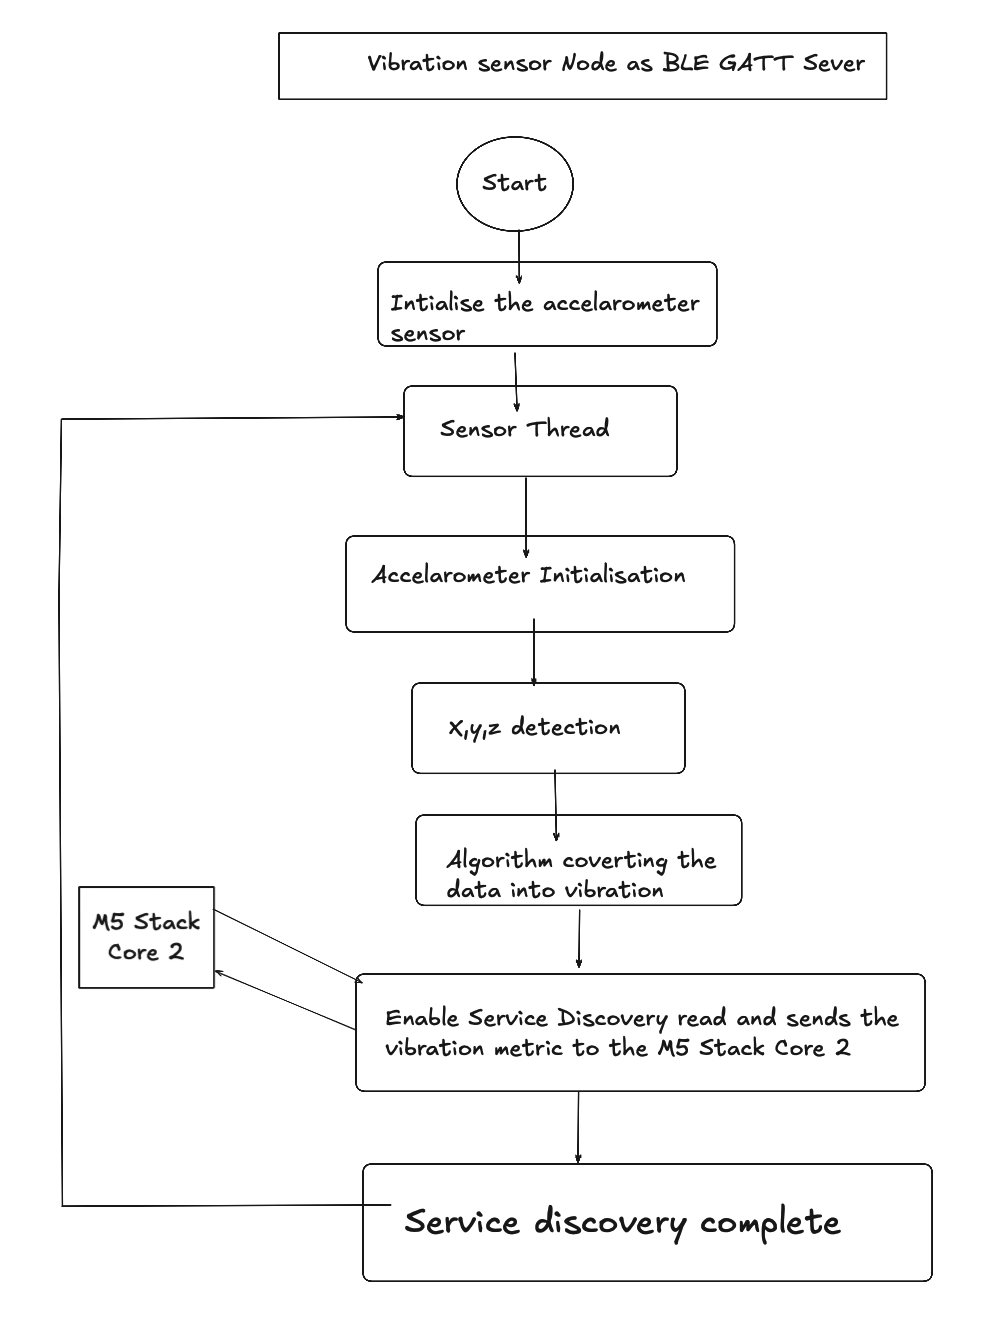 Vibration sensor Node as BLE GATT Sever
Start
Intialise the accelarometer
sensor
Sensor Thread
Accelarometer Initialisation
X,y,z detection
Algorithm coverting the
data into vibration
M5 Stack
Core 2
Enable Service Discovery read and sends the
vibration metric to the M5 Stack Core 2
Service discovery complete